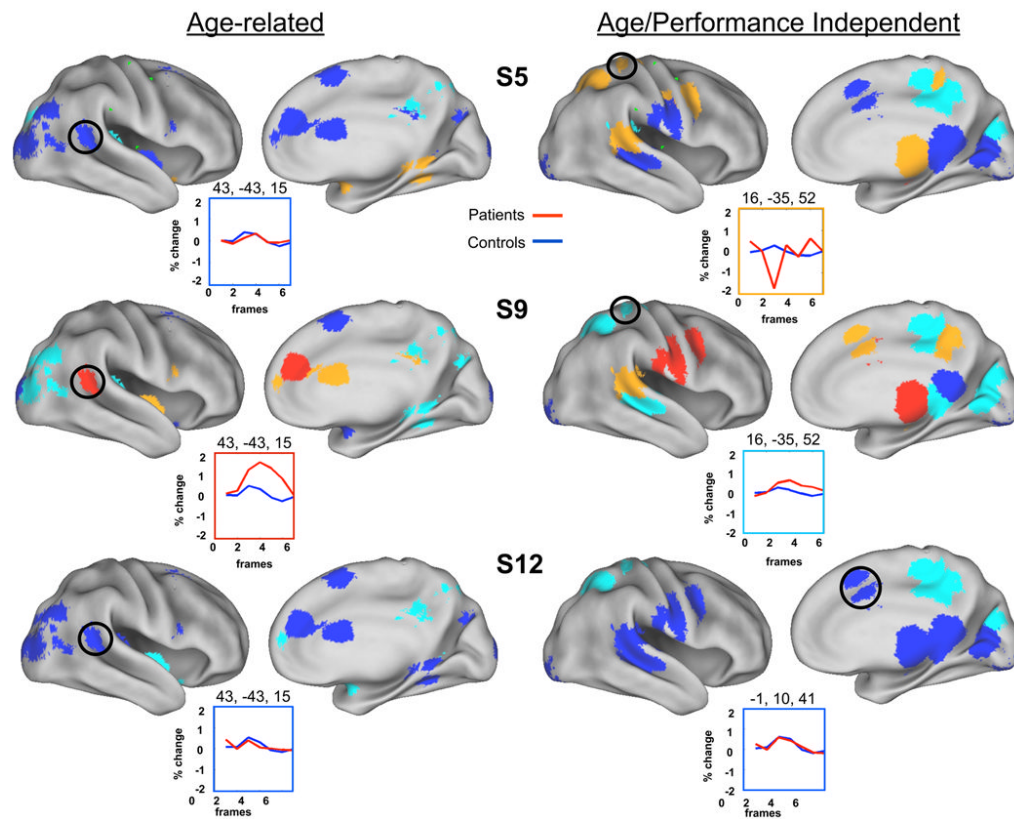 Age-related
Age/Performance Independent
S5
43, -43, 15
2
1
0
-1
-2
% change
0 2 4 6
frames
Patients
Controls
16, -35, 52
2
1
0
-1
-2
% change
0 2 4 6
frames
S9
43, -43, 15
2
1
0
-1
-2
% change
0 2 4 6
frames
16, -35, 52
2
1
0
-1
-2
% change
0 2 4 6
frames
S12
43, -43, 15
2
1
0
-1
-2
% change
0 2 4 6
frames
-1, 10, 41
2
1
0
-1
-2
% change
0 2 4 6
frames